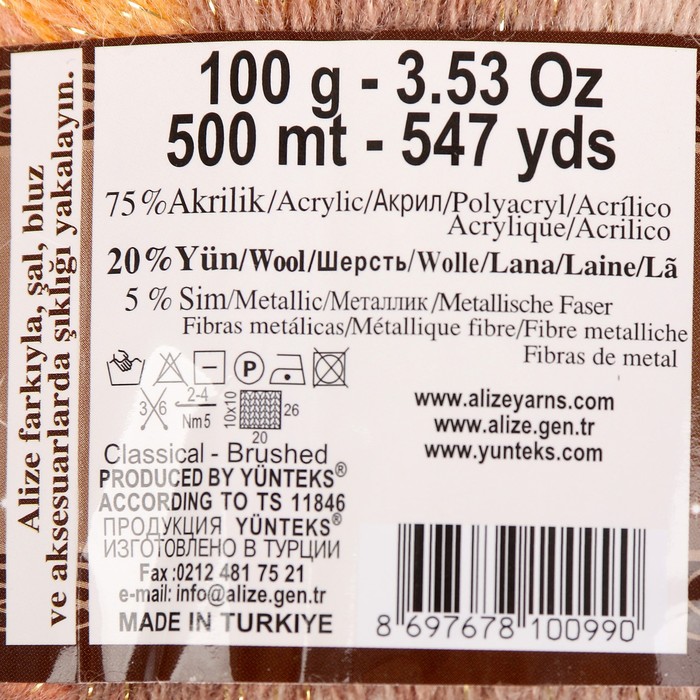 Alize farkıyla, şal, bluz
ve aksesuarlarda şıklığı yakalayın.
100 g - 3.53 Oz
500 mt - 547 yds
75 % Akrilik/Acrylic/Акрил/Polyacryl/Acrílico
Acrylique/Acrilico
20 % Yün/Wool/Шерсть/Wolle/Lana/Laine/Lã
5 % Sim/Metallic/Металлик/Metallische Faser
Fibras metálicas/Métallique fibre/Fibre metalliche
Fibras de metal
P
3 6
2-4
Nm5
10x10
26
20
www.alizeyarns.com
www.alize.gen.tr
www.yunteks.com
Classical - Brushed
PRODUCED BY YÜNTEKS®
ACCORDING TO TS 11846
ПРОДУКЦИЯ YÜNTEKS®
ИЗГОТОВЛЕНО В ТУРЦИИ
Fax :0212 481 75 21
e-mail: info@alize.gen.tr
MADE IN TURKIYE
8 697678 100990